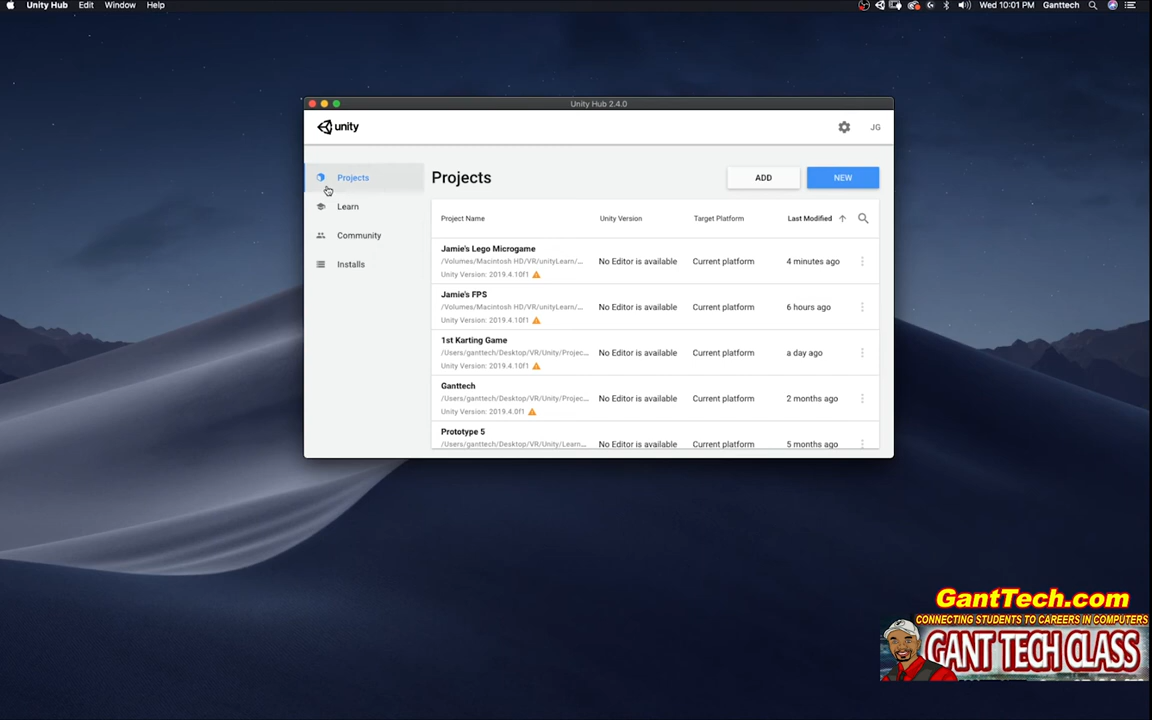 Unity Hub Edit Window Help
Wed 10:01 PM Ganttech
Unity Hub 2.4.0
unity
JG
Projects
Learn
Community
Installs
Projects
ADD
NEW
Project Name Unity Version Target Platform Last Modified
Jamie's Lego Microgame
/Volumes/Macintosh HD/VR/unityLearn/...
Unity Version: 2019.4.10f1
No Editor is available Current platform 4 minutes ago
Jamie's FPS
/Volumes/Macintosh HD/VR/unityLearn/...
Unity Version: 2019.4.10f1
No Editor is available Current platform 6 hours ago
1st Karting Game
/Users/ganttech/Desktop/VR/Unity/Projec...
Unity Version: 2019.4.10f1
No Editor is available Current platform a day ago
Ganttech
/Users/ganttech/Desktop/VR/Unity/Projec...
Unity Version: 2019.4.0f1
No Editor is available Current platform 2 months ago
Prototype 5
/Users/ganttech/Desktop/VR/Unity/Learn...
No Editor is available Current platform 5 months ago
GantTech.com
CONNECTING STUDENTS TO CAREERS IN COMPUTERS
GANT TECH CLASS